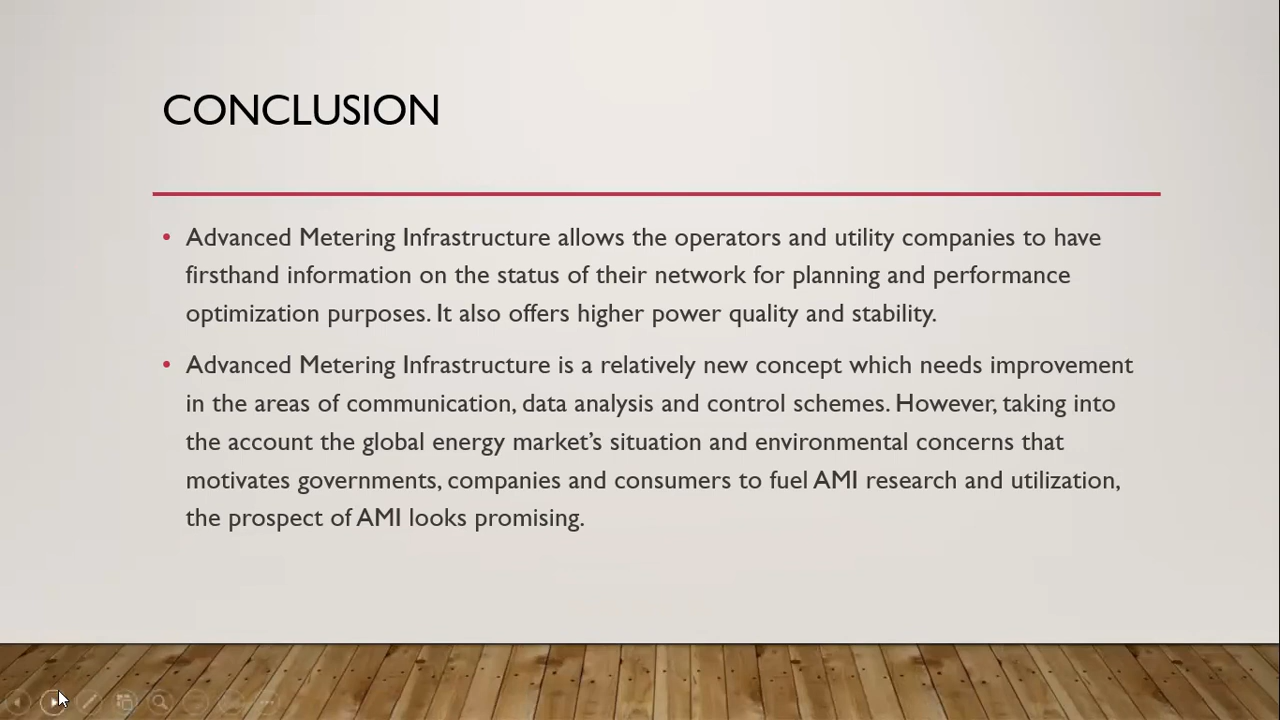 CONCLUSION
• Advanced Metering Infrastructure allows the operators and utility companies to have
firsthand information on the status of their network for planning and performance
optimization purposes. It also offers higher power quality and stability.
• Advanced Metering Infrastructure is a relatively new concept which needs improvement
in the areas of communication, data analysis and control schemes. However, taking into
the account the global energy market's situation and environmental concerns that
motivates governments, companies and consumers to fuel AMI research and utilization,
the prospect of AMI looks promising.